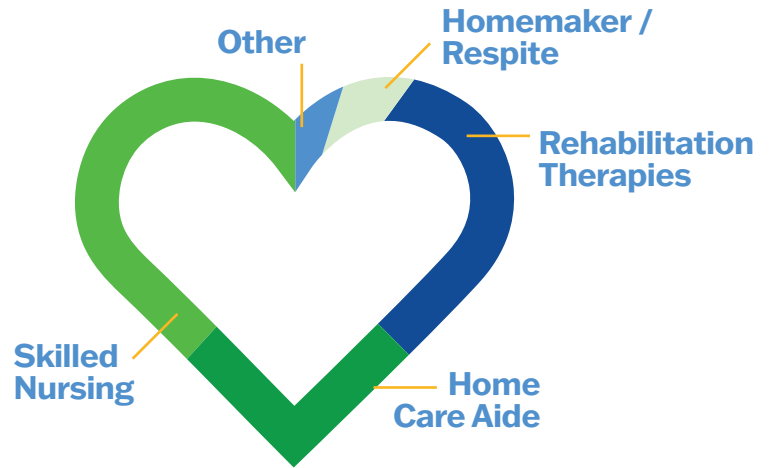 Other
Homemaker /
Respite
Rehabilitation
Therapies
Skilled
Nursing
Home
Care Aide